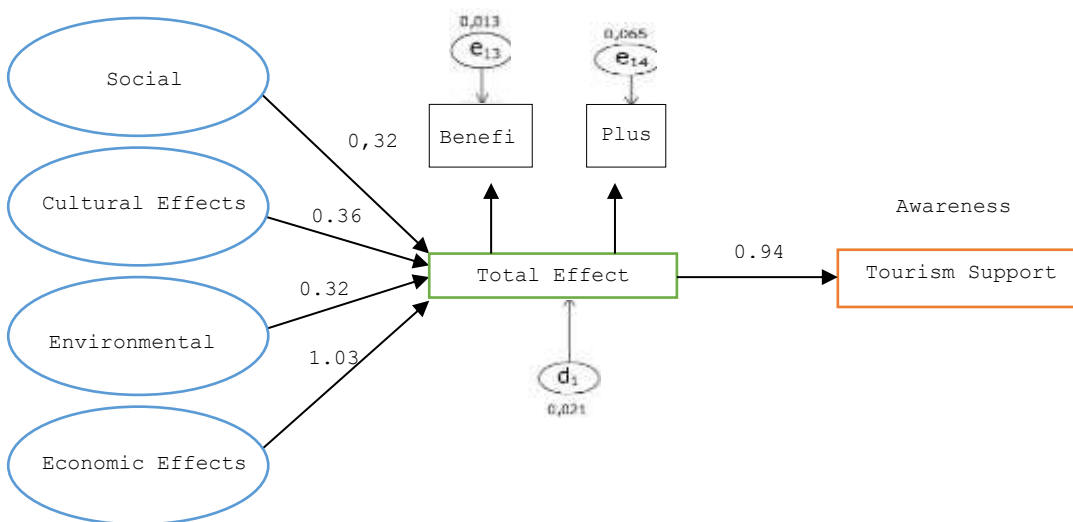 0,013
e13
0,065
e14
Social
Benefi
Plus
0,32
Cultural Effects
0.36
Awareness
0.94
Total Effect
Tourism Support
0.32
Environmental
1.03
d1
0,021
Economic Effects